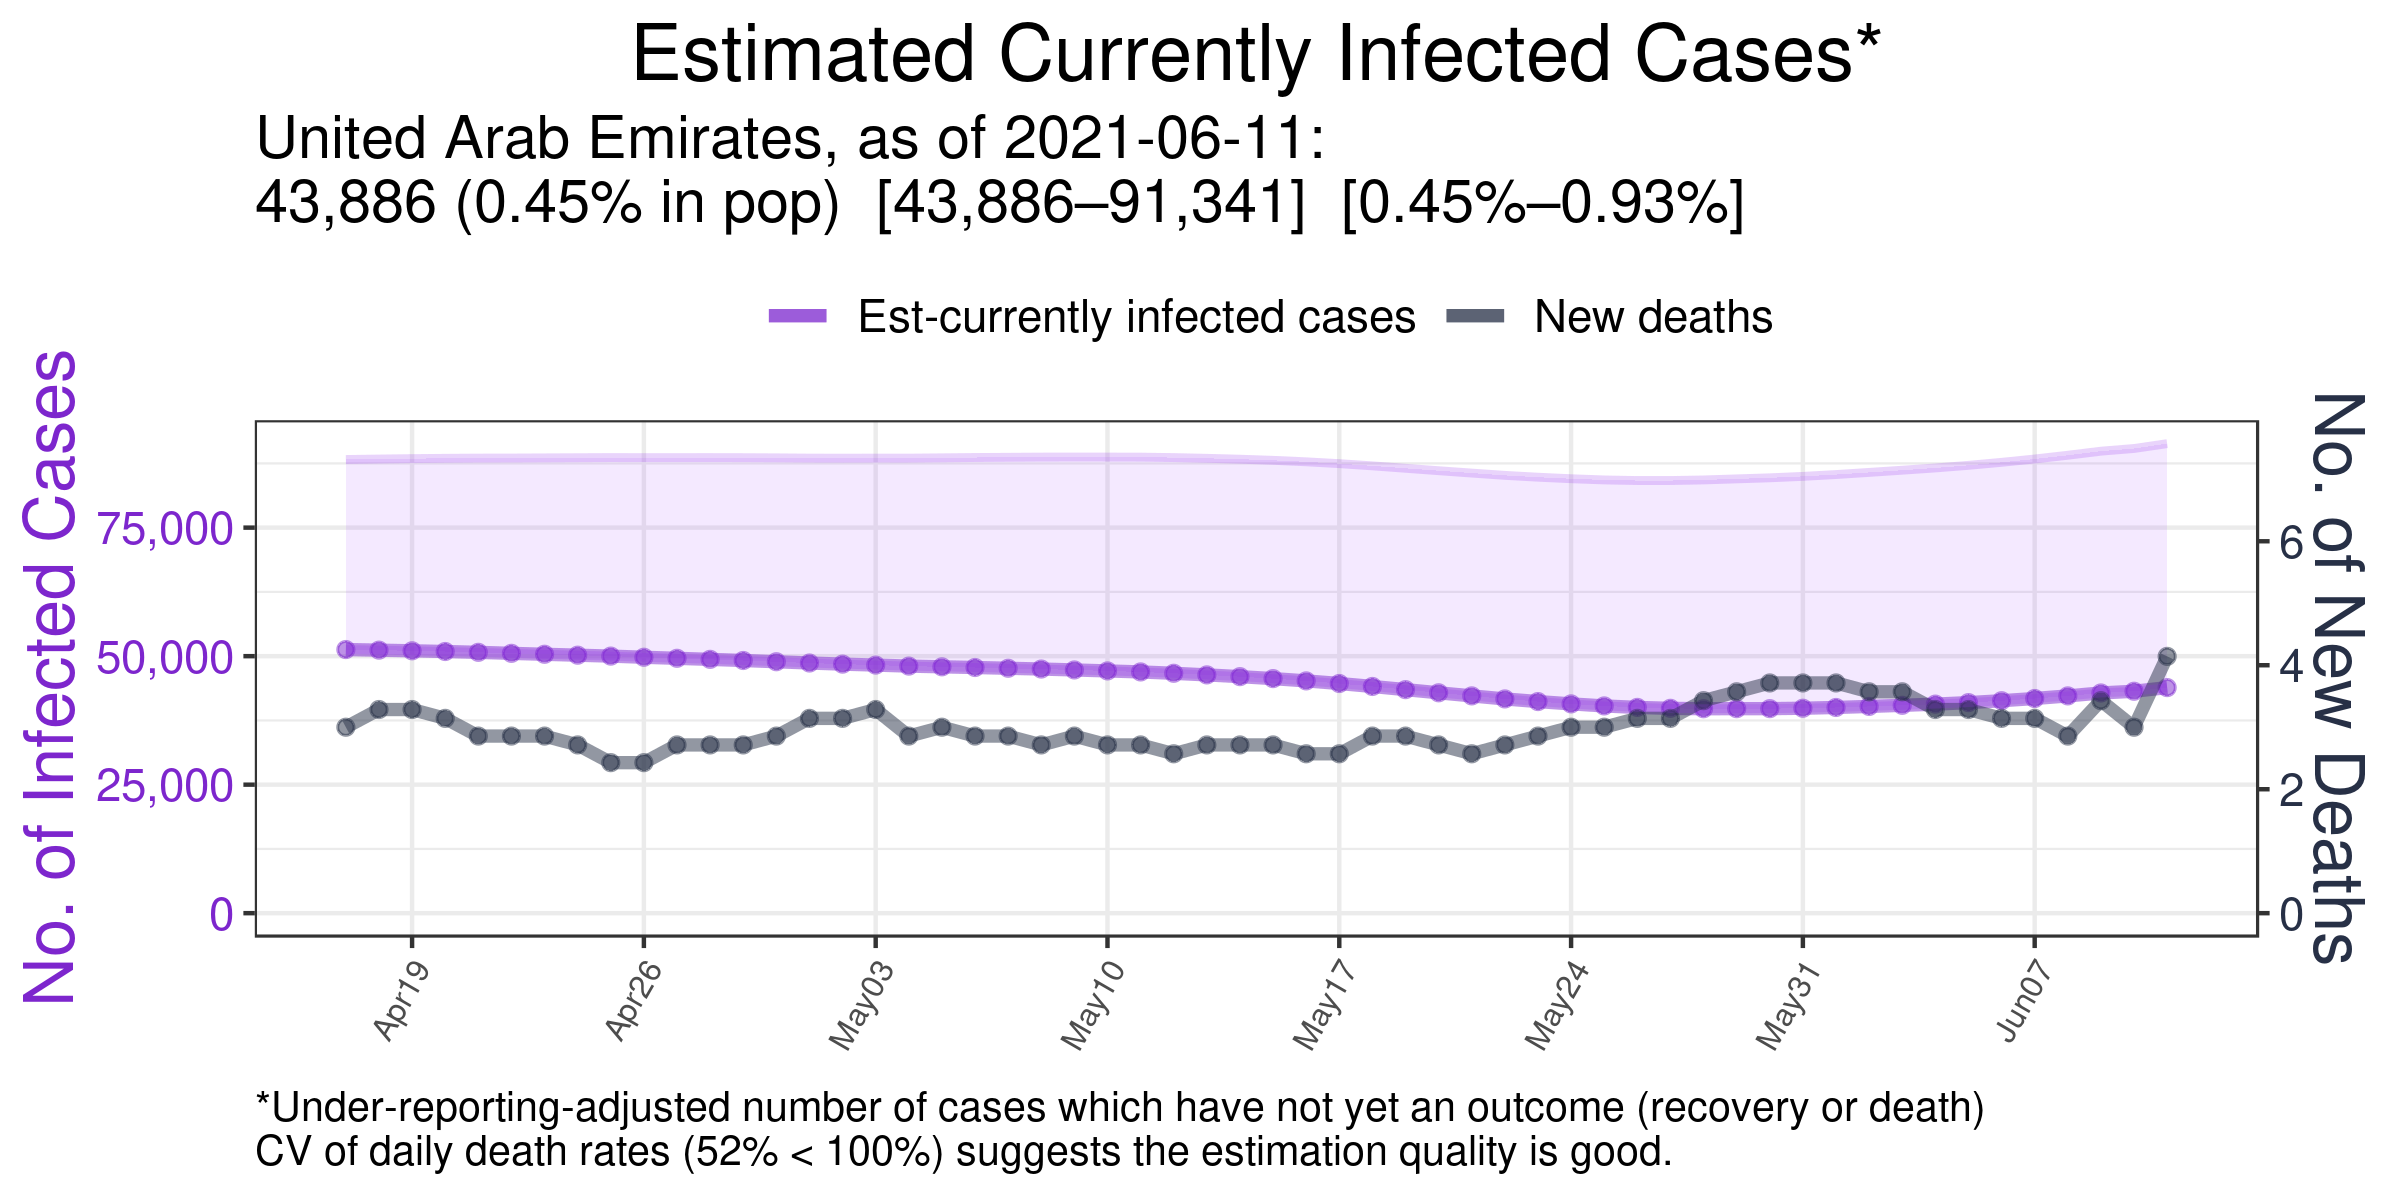 Estimated Currently Infected Cases*
United Arab Emirates, as of 2021-06-11:
43,886 (0.45% in pop)  [43,886–91,341]  [0.45%–0.93%]
Est-currently infected cases
New deaths
No. of Infected Cases
75,000
50,000
25,000
0
6
4
2
0
No. of New Deaths
Apr19
Apr26
May03
May10
May17
May24
May31
Jun07
*Under-reporting-adjusted number of cases which have not yet an outcome (recovery or death)
CV of daily death rates (52% < 100%) suggests the estimation quality is good.